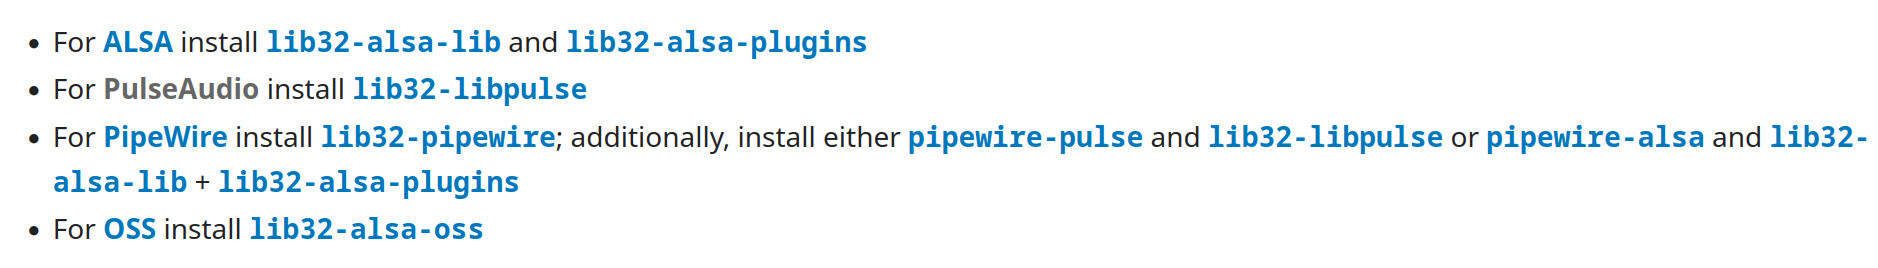 • For ALSA install lib32-alsa-lib and lib32-alsa-plugins
• For PulseAudio install lib32-libpulse
• For PipeWire install lib32-pipewire; additionally, install either pipewire-pulse and lib32-libpulse or pipewire-alsa and lib32-
alsa-lib + lib32-alsa-plugins
• For OSS install lib32-alsa-oss